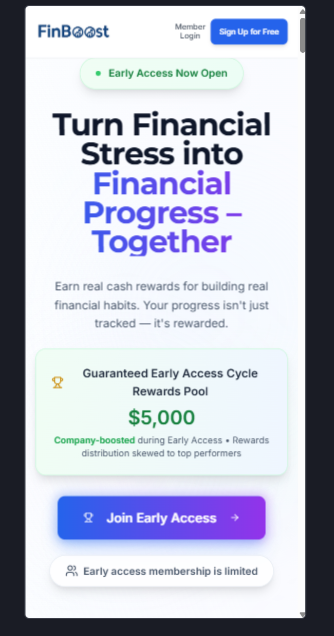 FinBoost
Member
Login
Sign Up for Free
Early Access Now Open
Turn Financial
Stress into
Financial
Progress –
Together
Earn real cash rewards for building real
financial habits. Your progress isn't just
tracked — it's rewarded.
Guaranteed Early Access Cycle
Rewards Pool
$5,000
Company-boosted during Early Access • Rewards
distribution skewed to top performers
Join Early Access →
Early access membership is limited